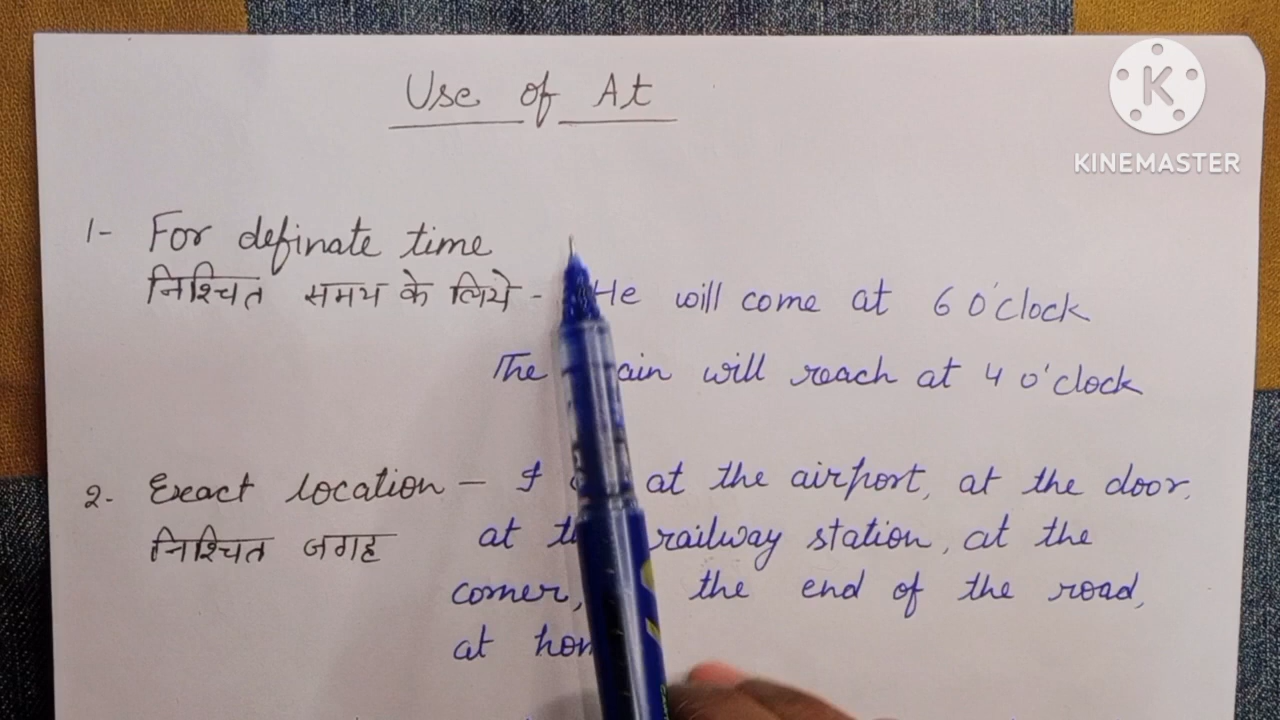 Use of At
KINEMASTER
1- For definate time
निश्चित समय के लिये - He will come at 6 o'clock
The will reach at 4 o'clock
2- Exact location - I at the airport, at the door,
निश्चित जगह at railway station, at the
corner, the end of the road,
at